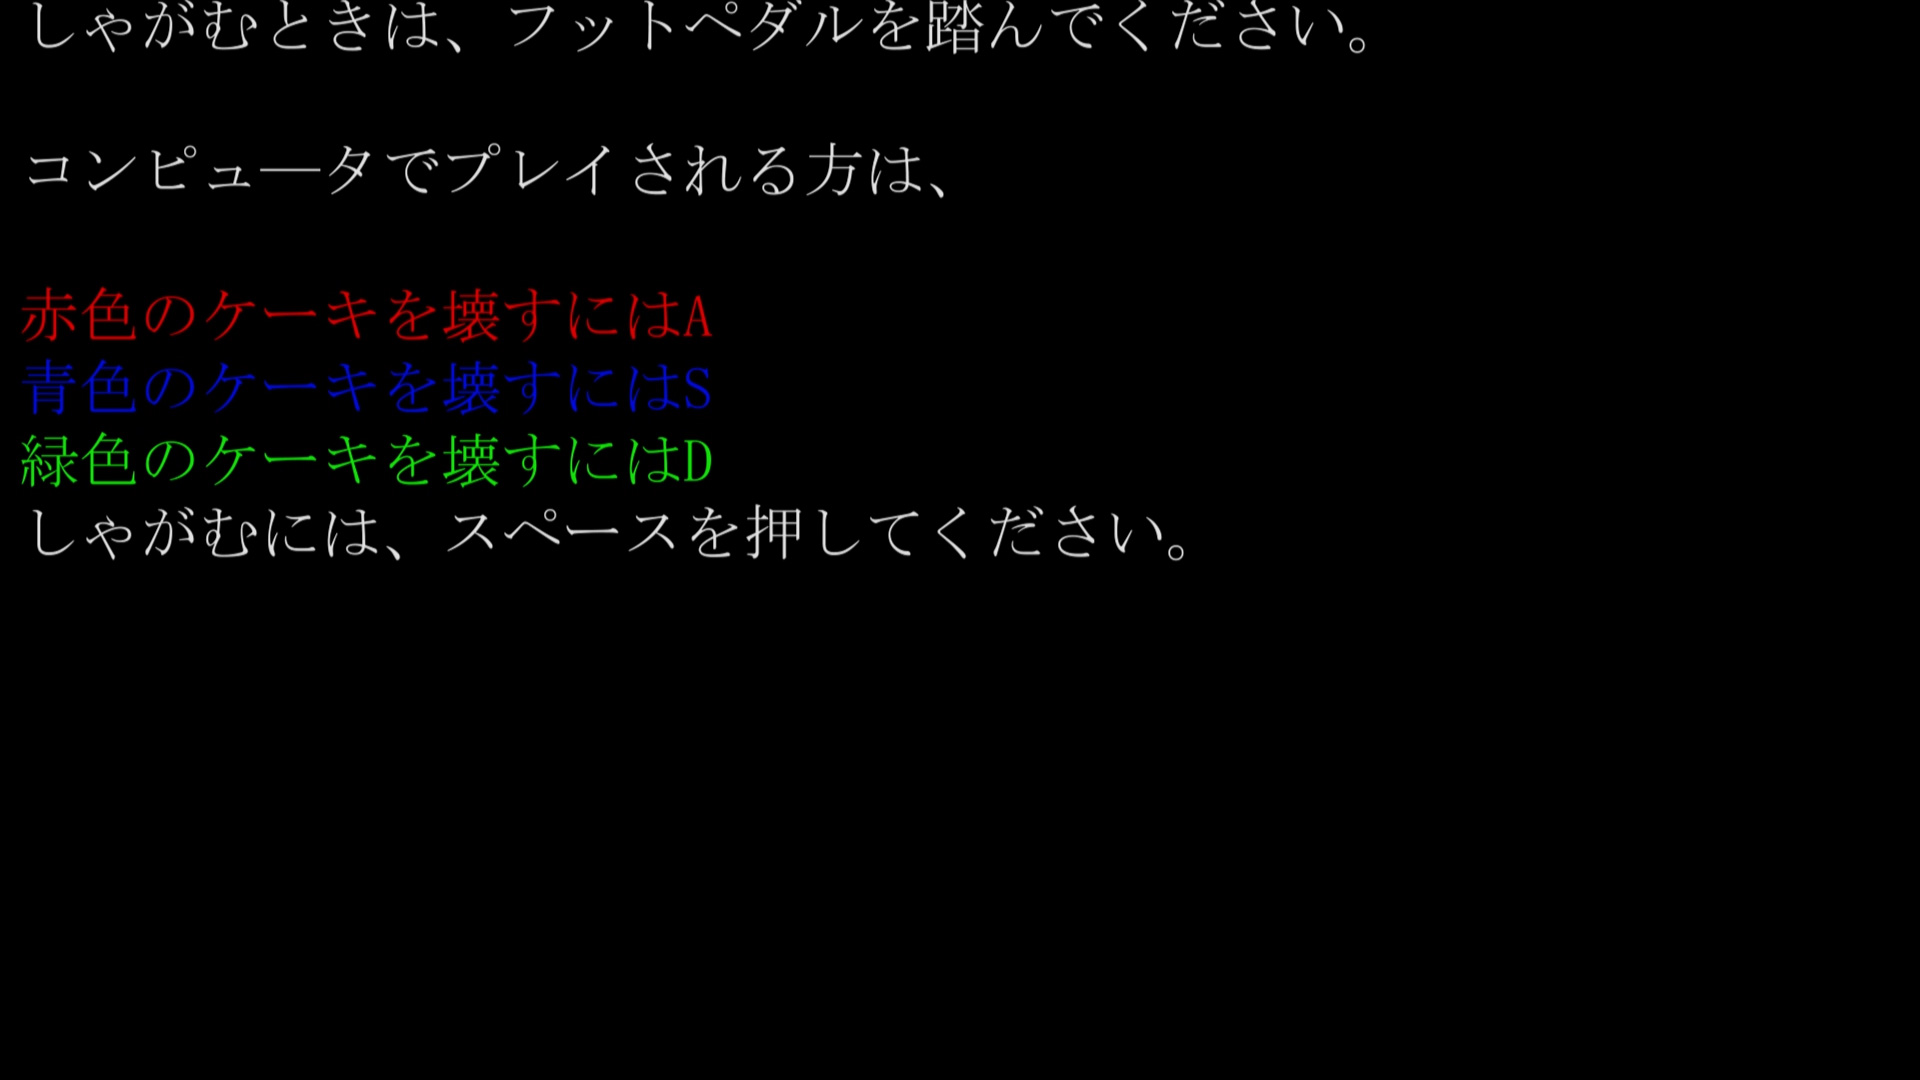 しゃがむときは、フットペダルを踏んでください。
コンピュ―タでプレイされる方は、
赤色のケーキを壊すにはA
青色のケーキを壊すにはS
緑色のケーキを壊すにはD
しゃがむには、スペースを押してください。